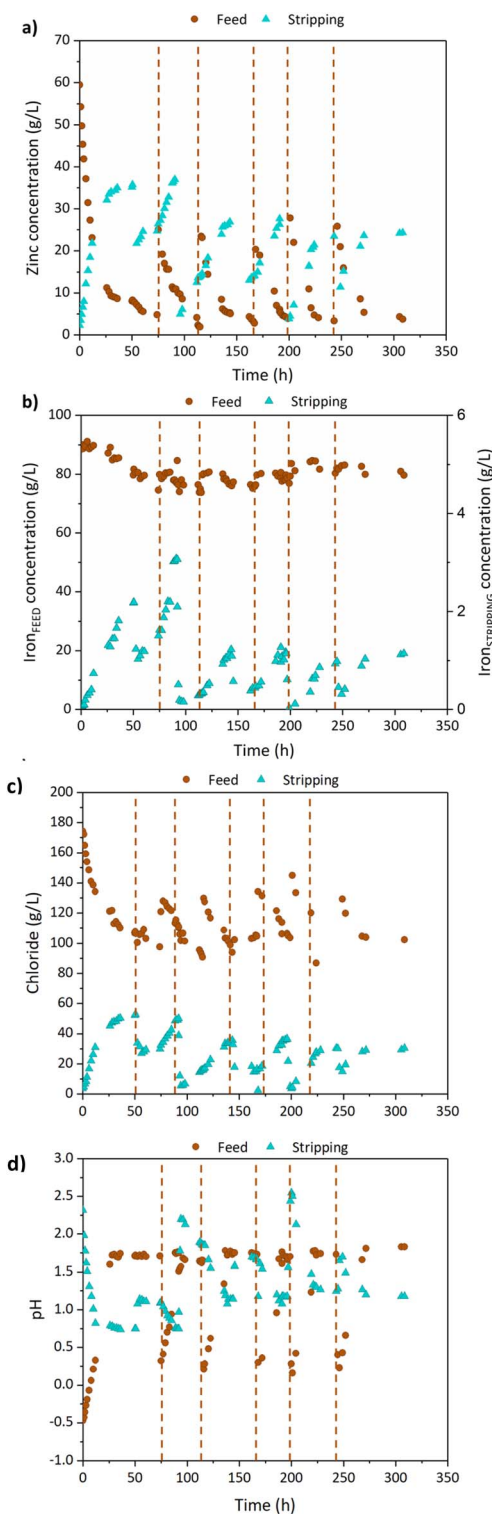 Feed Stripping
a)
70
60
50
40
30
20
10
0
Zinc concentration (g/L)
0 50 100 150 200 250 300 350
Time (h)
b)
Feed Stripping
100
80
60
40
20
0
6
4
2
0
Iron_FEED concentration (g/L)
Iron_STRIPPING concentration (g/L)
0 50 100 150 200 250 300 350
Time (h)
c)
Feed Stripping
200
180
160
140
120
100
80
60
40
20
0
Chloride (g/L)
0 50 100 150 200 250 300 350
Time (h)
d)
Feed Stripping
3.0
2.5
2.0
1.5
1.0
0.5
0.0
-0.5
-1.0
pH
0 50 100 150 200 250 300 350
Time (h)